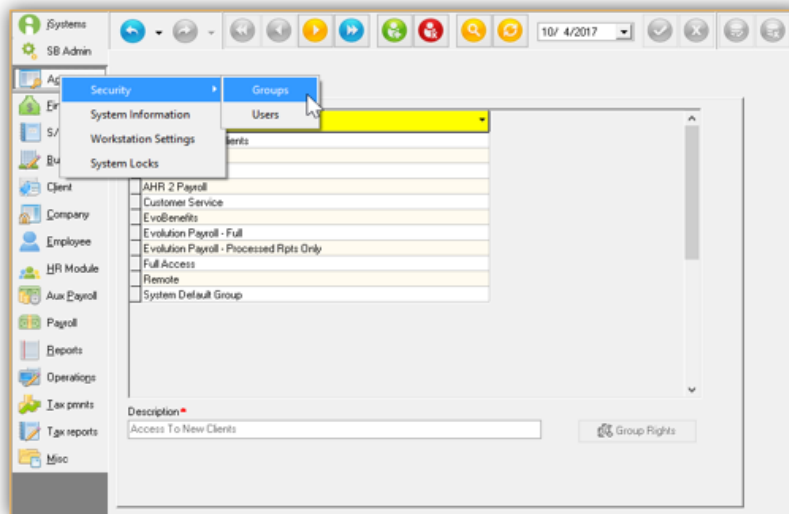 iSystems
SB Admin
10/ 4/2017
Security
Groups
System Information
Users
Workstation Settings
System Locks
AHR 2 Payroll
Customer Service
EvoBenefits
Evolution Payroll - Full
Evolution Payroll - Processed Rpts Only
Full Access
Remote
System Default Group
Client
Company
Employee
HR Module
Aux Payroll
Payroll
Reports
Operations
Tax pmnts
Tax reports
Misc
Description*
Access To New Clients
Group Rights